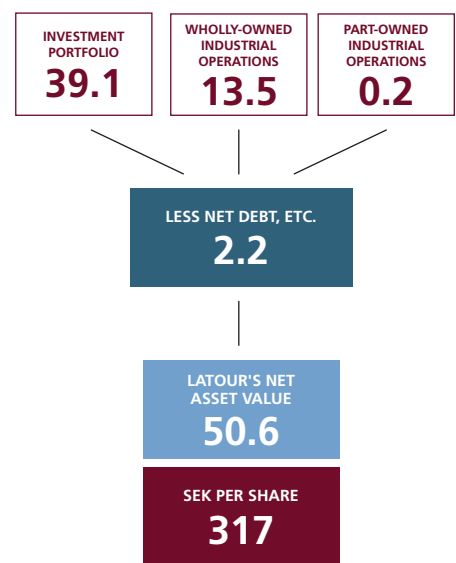 INVESTMENT
PORTFOLIO
39.1
WHOLLY-OWNED
INDUSTRIAL
OPERATIONS
13.5
PART-OWNED
INDUSTRIAL
OPERATIONS
0.2
LESS NET DEBT, ETC.
2.2
LATOUR'S NET
ASSET VALUE
50.6
SEK PER SHARE
317